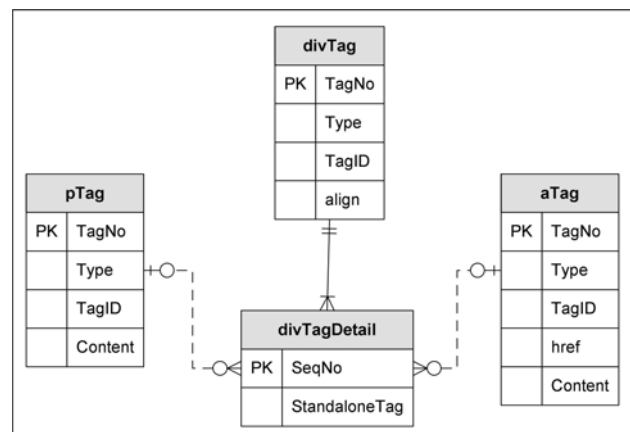 divTag
PK TagNo
Type
TagID
align
pTag
PK TagNo
Type
TagID
Content
aTag
PK TagNo
Type
TagID
href
Content
divTagDetail
PK SeqNo
StandaloneTag